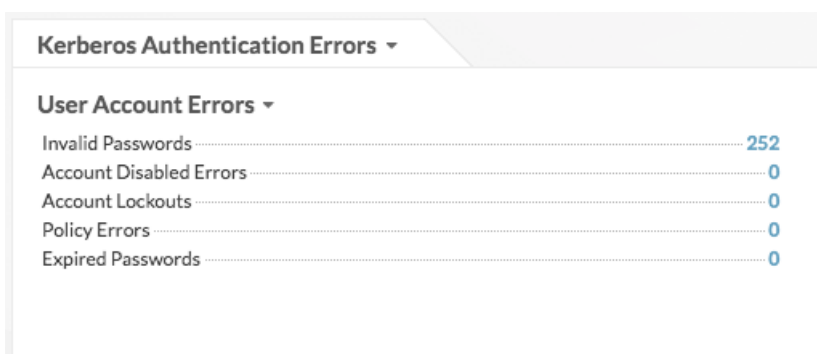 Kerberos Authentication Errors
User Account Errors
Invalid Passwords 252
Account Disabled Errors 0
Account Lockouts 0
Policy Errors 0
Expired Passwords 0